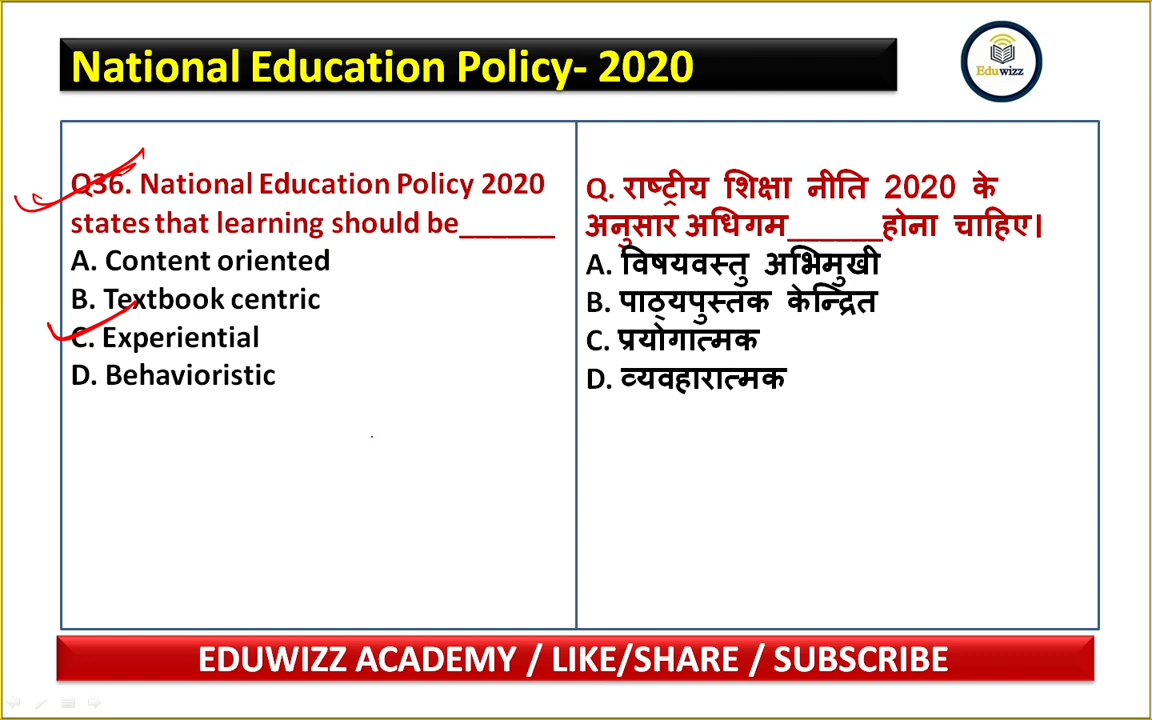 National Education Policy- 2020
Eduwizz
Q36. National Education Policy 2020
states that learning should be______
A. Content oriented
B. Textbook centric
C. Experiential
D. Behavioristic
Q. राष्ट्रीय शिक्षा नीति 2020 के
अनुसार अधिगम______होना चाहिए।
A. विषयवस्तु अभिमुखी
B. पाठ्यपुस्तक केन्द्रित
C. प्रयोगात्मक
D. व्यवहारात्मक
EDUWIZZ ACADEMY / LIKE/SHARE / SUBSCRIBE